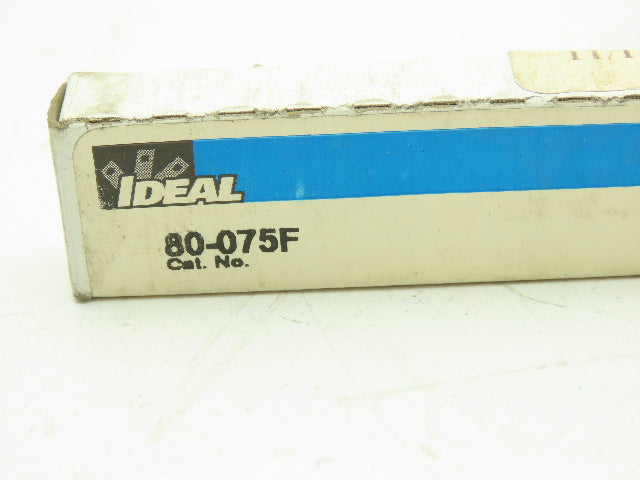 IDEAL
80-075F
Cat. No.